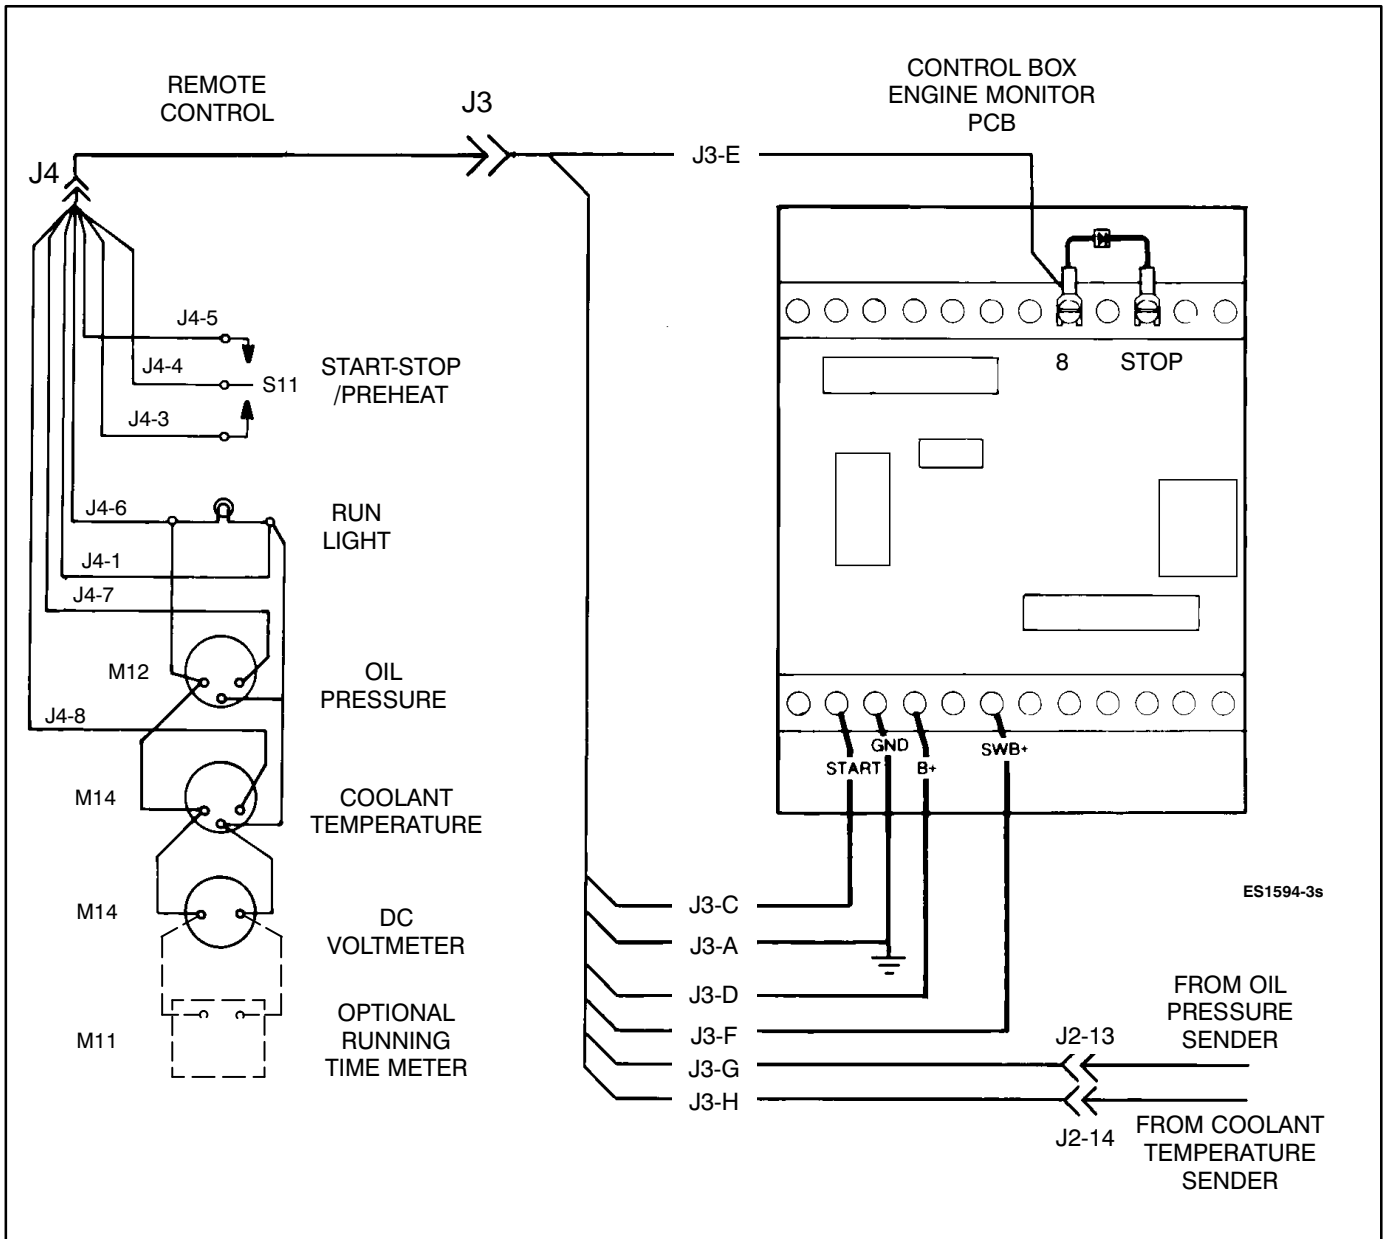 REMOTE
CONTROL
J3
CONTROL BOX
ENGINE MONITOR
PCB
J3-E
J4
J4-5
J4-4
S11
START-STOP
/PREHEAT
J4-3
8
STOP
J4-6
RUN
LIGHT
J4-1
J4-7
M12
OIL
PRESSURE
J4-8
START
GND
B+
SWB+
M14
COOLANT
TEMPERATURE
M14
DC
VOLTMETER
J3-C
ES1594-3s
J3-A
J3-D
FROM OIL
PRESSURE
SENDER
M11
OPTIONAL
RUNNING
TIME METER
J3-F
J2-13
J3-G
J3-H
J2-14
FROM COOLANT
TEMPERATURE
SENDER